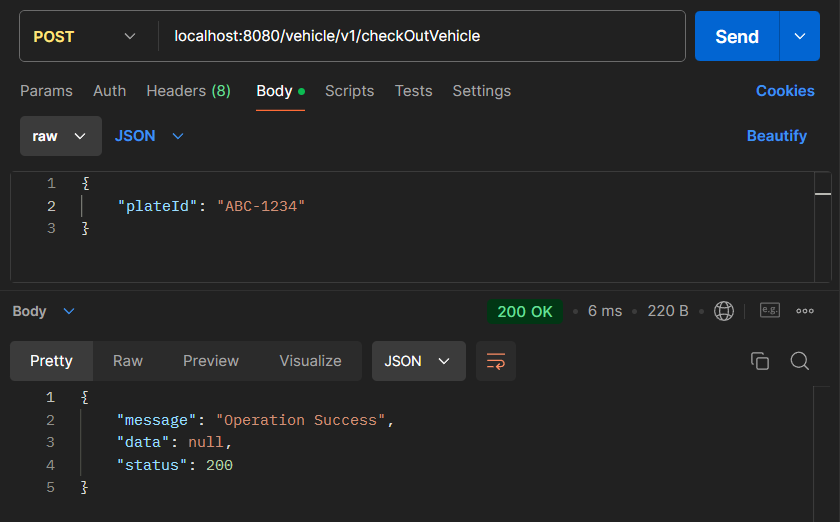 POST localhost:8080/vehicle/v1/checkOutVehicle Send
Params Auth Headers (8) Body Scripts Tests Settings Cookies
raw JSON Beautify
1 {
2 "plateId": "ABC-1234"
3 }
Body 200 OK 6 ms 220 B e.g.
Pretty Raw Preview Visualize JSON
1 {
2 "message": "Operation Success",
3 "data": null,
4 "status": 200
5 }